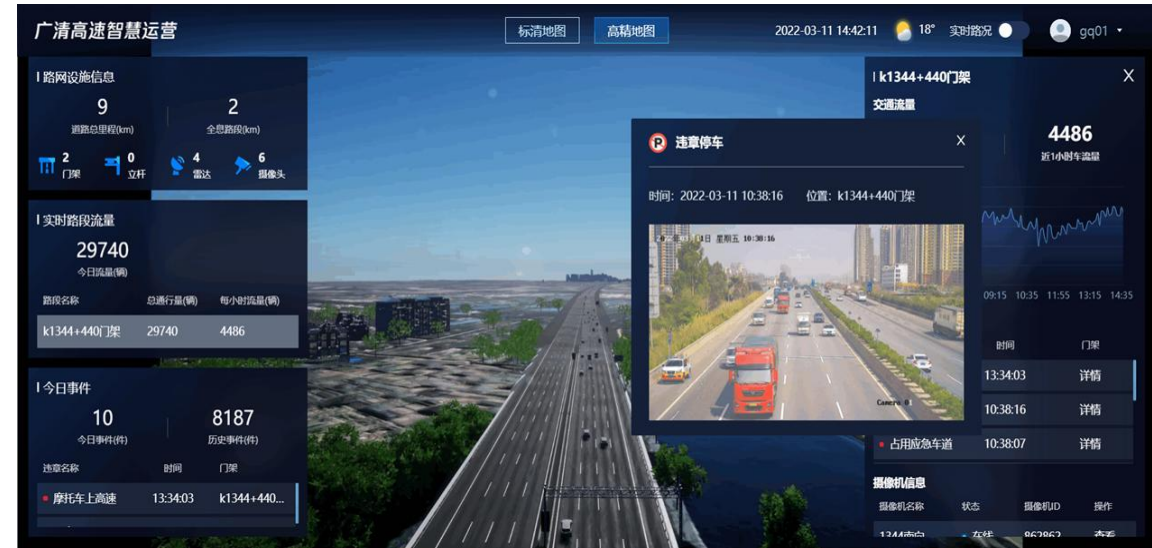 广清高速智慧运营
标清地图 高精地图
2022-03-11 14:42:11 18° 实时路况 gq01
路网设施信息
9 2
道路总里程(km) 全息路段(km)
2 门架 0 立杆 4 雷达 6 摄像头
实时路段流量
29740
今日流量(辆)
路段名称 总通行量(辆) 每小时流量(辆)
k1344+440门架 29740 4486
今日事件
10 8187
今日事件(件) 历史事件(件)
违章名称 时间 门架
摩托车上高速 13:34:03 k1344+440...
P 违章停车 X
时间: 2022-03-11 10:38:16 位置: k1344+440门架
星期五 10:38:16
Camera 01
k1344+440门架 X
交通流量
4486
近1小时车流量
09:15 10:35 11:55 13:15 14:35
时间 门架
13:34:03 详情
10:38:16 详情
占用应急车道 10:38:07 详情
摄像机信息
摄像机名称 状态 摄像机ID 操作
1344南向 在线 862862 查看